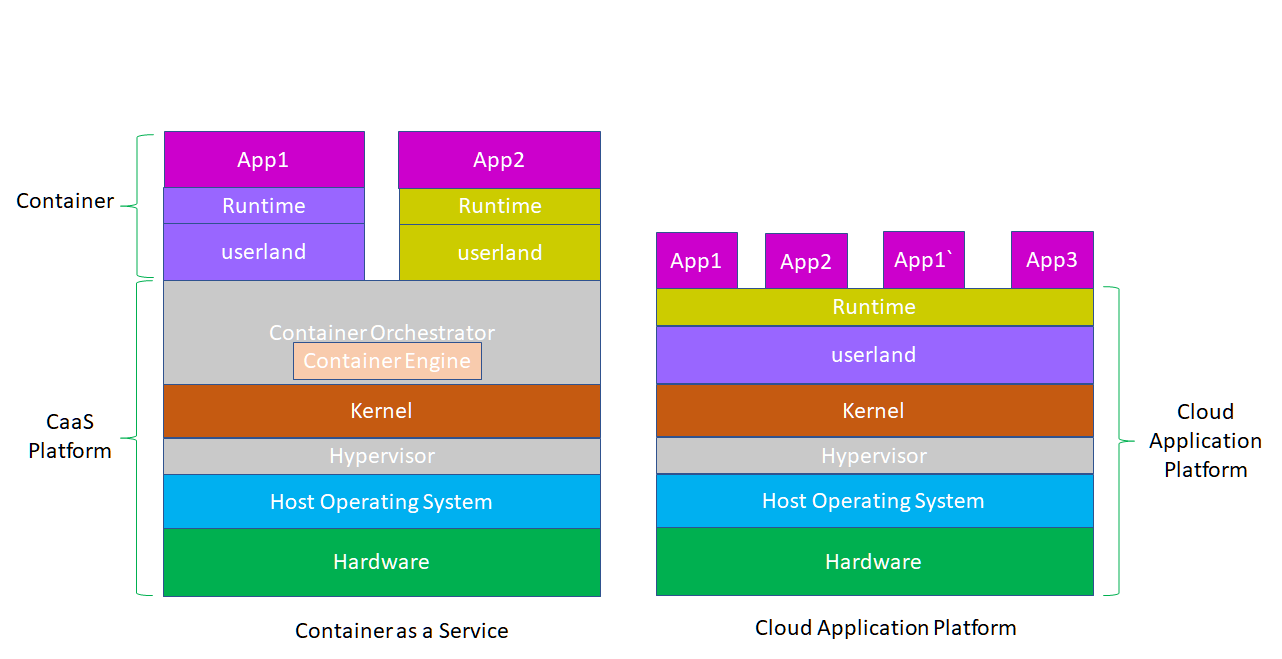 Container
App1
Runtime
userland
App2
Runtime
userland
CaaS
Platform
Container Orchestrator
Container Engine
Kernel
Hypervisor
Host Operating System
Hardware
Container as a Service
App1
App2
App1`
App3
Runtime
userland
Kernel
Hypervisor
Host Operating System
Hardware
Cloud
Application
Platform
Cloud Application Platform